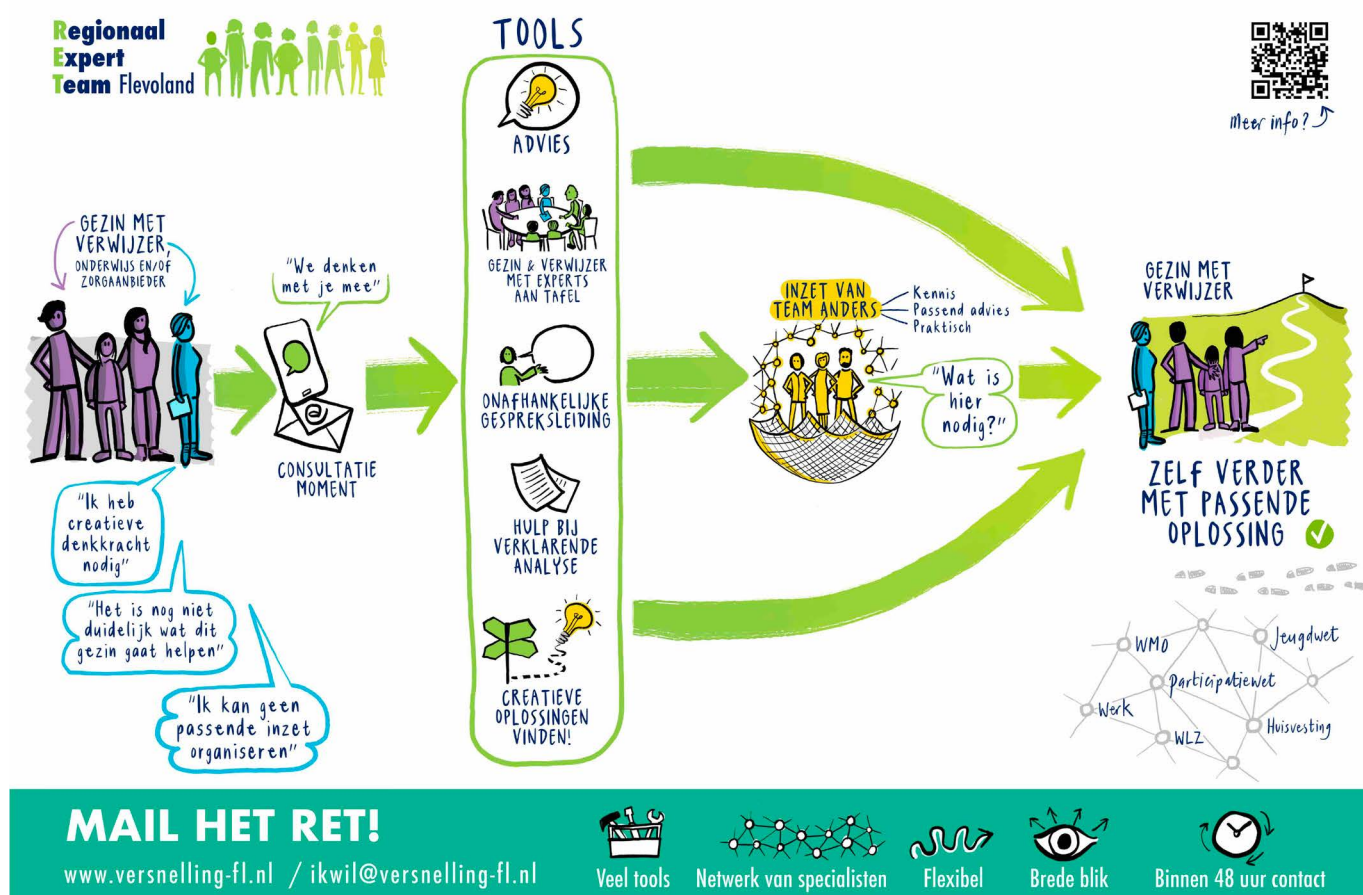 Regionaal
Expert
Team Flevoland
TOOLS
Meer info?
ADVIES
GEZIN & VERWIJZER
MET EXPERTS
AAN TAFEL
ONAFHANKELIJKE
GESPREKSLEIDING
HULP BIJ
VERKLARENDE
ANALYSE
CREATIEVE
OPLOSSINGEN
VINDEN!
GEZIN MET
VERWIJZER,
ONDERWIJS EN/OF
ZORGAANBIEDER
"We denken
met je mee"
CONSULTATIE
MOMENT
"Ik heb
creatieve
denkkracht
nodig"
"Het is nog niet
duidelijk wat dit
gezin gaat helpen"
"Ik kan geen
passende inzet
organiseren"
INZET VAN
TEAM ANDERS
Kennis
Passend advies
Praktisch
"Wat is
hier
nodig?"
GEZIN MET
VERWIJZER
ZELF VERDER
MET PASSENDE
OPLOSSING
WMO
Jeugdwet
Participatiewet
Werk
WLZ
Huisvesting
MAIL HET RET!
www.versnelling-fl.nl / ikwil@versnelling-fl.nl
Veel tools
Netwerk van specialisten
Flexibel
Brede blik
Binnen 48 uur contact